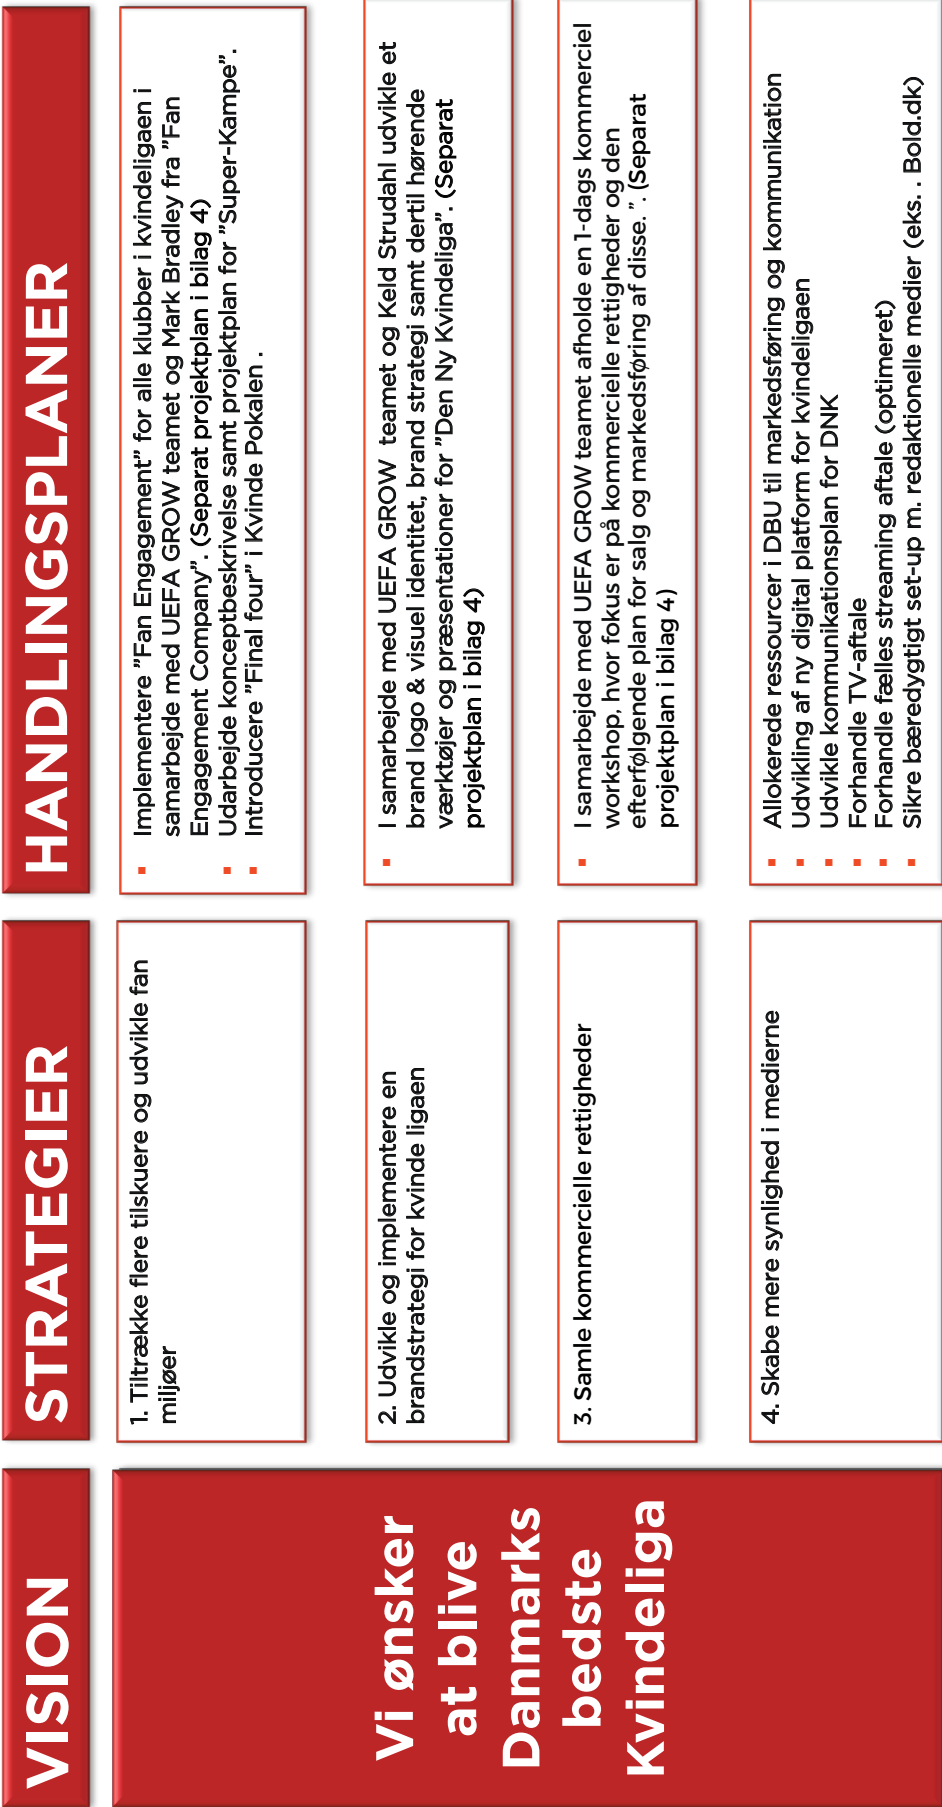 VISION
STRATEGIER
HANDLINGSPLANER
Vi ønsker
at blive
Danmarks
bedste
Kvindeliga
1. Tiltrække flere tilskuere og udvikle fan
miljøer
▪ Implementere ”Fan Engagement” for alle klubber i kvindeligaen i
samarbejde med UEFA GROW teamet og Mark Bradley fra ”Fan
Engagement Company”. (Separat projektplan i bilag 4)
▪ Udarbejde konceptbeskrivelse samt projektplan for ”Super-Kampe”.
▪ Introducere ”Final four” i Kvinde Pokalen .
2. Udvikle og implementere en
brandstrategi for kvinde ligaen
▪ I samarbejde med UEFA GROW teamet og Keld Strudahl udvikle et
brand logo & visuel identitet, brand strategi samt dertil hørende
værktøjer og præsentationer for ”Den Ny Kvindeliga”. (Separat
projektplan i bilag 4)
3. Samle kommercielle rettigheder
▪ I samarbejde med UEFA GROW teamet afholde en 1-dags kommerciel
workshop, hvor fokus er på kommercielle rettigheder og den
efterfølgende plan for salg og markedsføring af disse. ”. (Separat
projektplan i bilag 4)
4. Skabe mere synlighed i medierne
▪ Allokerede ressourcer i DBU til markedsføring og kommunikation
▪ Udvikling af ny digital platform for kvindeligaen
▪ Udvikle kommunikationsplan for DNK
▪ Forhandle TV-aftale
▪ Forhandle fælles streaming aftale (optimeret)
▪ Sikre bæredygtigt set-up m. redaktionelle medier (eks. . Bold.dk)